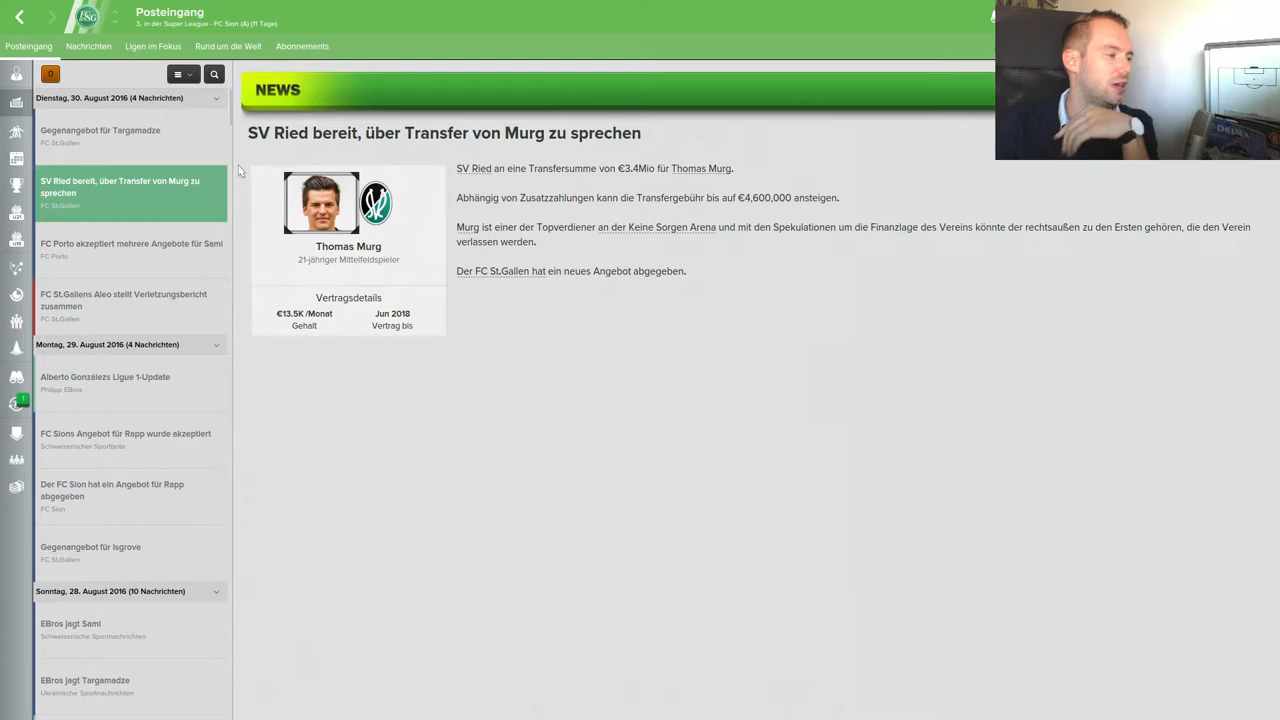 Posteingang
3. in der Super League - FC Sion (A) (11 Tage)
Posteingang
Nachrichten
Ligen im Fokus
Rund um die Welt
Abonnements
0
Dienstag, 30. August 2016 (4 Nachrichten)
Gegenangebot für Targamadze
FC St.Gallen
SV Ried bereit, über Transfer von Murg zu
sprechen
FC St.Gallen
FC Porto akzeptiert mehrere Angebote für Sami
FC Porto
FC St.Gallens Aleo stellt Verletzungsbericht
zusammen
FC St.Gallen
Montag, 29. August 2016 (4 Nachrichten)
Alberto Gonzálezs Ligue 1-Update
Philipp EBros
FC Sions Angebot für Rapp wurde akzeptiert
Schweizerischer Sportbote
Der FC Sion hat ein Angebot für Rapp
abgegeben
FC Sion
Gegenangebot für Isgrove
FC St.Gallen
Sonntag, 28. August 2016 (10 Nachrichten)
EBros jagt Sami
Schweizerische Sportnachrichten
EBros jagt Targamadze
Ukrainische Sportnachrichten
U21
U18
1
NEWS
SV Ried bereit, über Transfer von Murg zu sprechen
Thomas Murg
21-jähriger Mittelfeldspieler
Vertragsdetails
€13.5K /Monat
Gehalt
Jun 2018
Vertrag bis
SV Ried an eine Transfersumme von €3.4Mio für Thomas Murg.
Abhängig von Zusatzzahlungen kann die Transfergebühr bis auf €4,600,000 ansteigen.
Murg ist einer der Topverdiener an der Keine Sorgen Arena und mit den Spekulationen um die Finanzlage des Vereins könnte der rechtsaußen zu den Ersten gehören, die den Verein
verlassen werden.
Der FC St.Gallen hat ein neues Angebot abgegeben.
CHELSEA